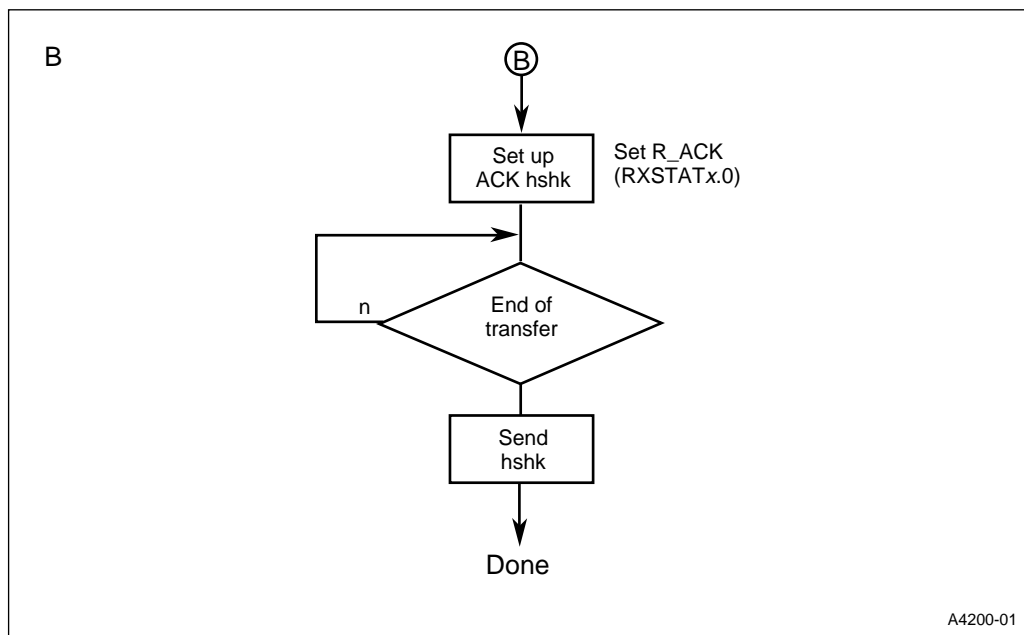 B
B
Set up
ACK hshk
Set R_ACK
(RXSTATx.0)
n
End of
transfer
Send
hshk
Done
A4200-01